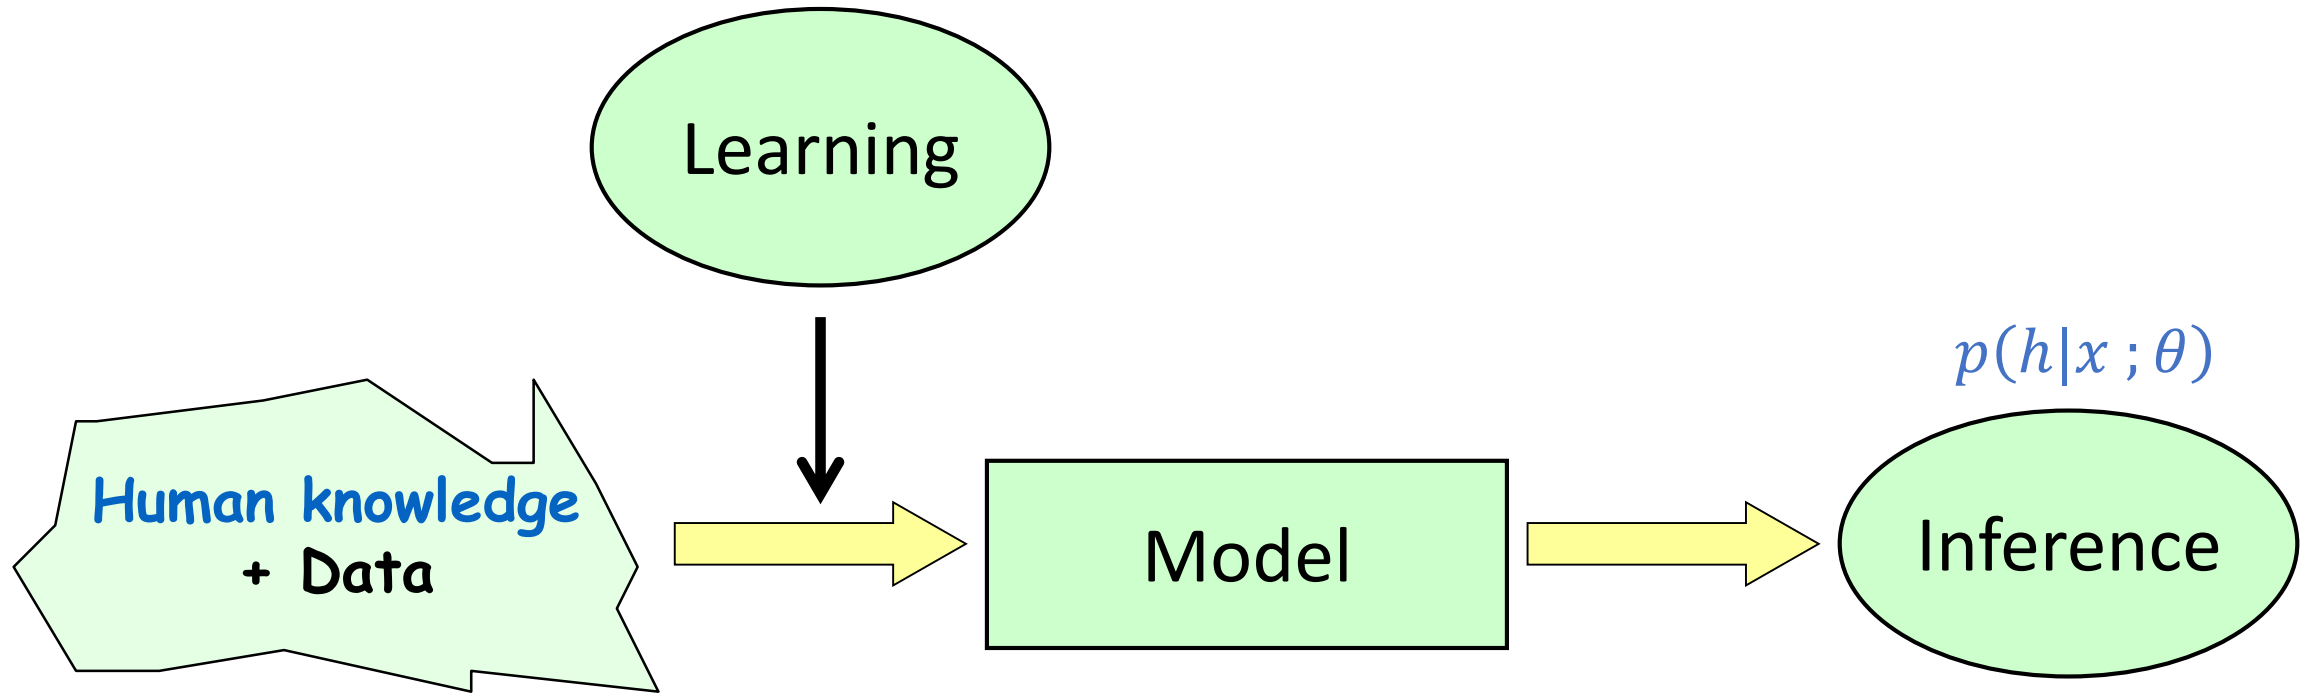 Learning
p(h|x ; θ)
Human knowledge
+ Data
Model
Inference